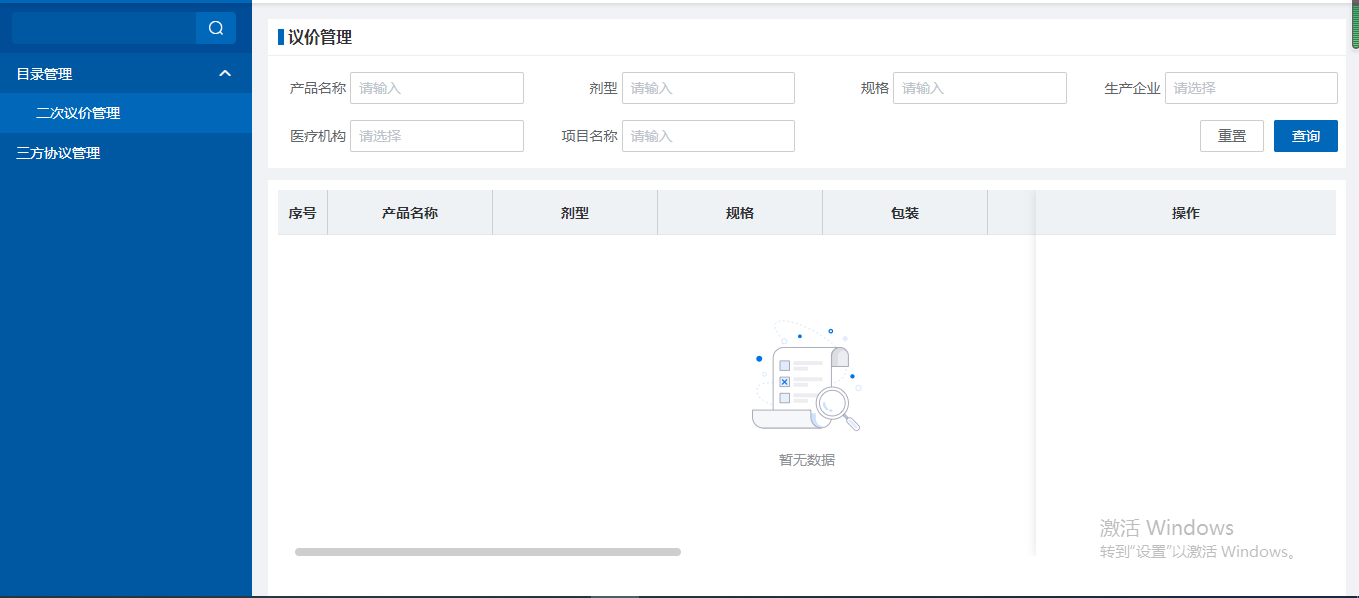 目录管理
二次议价管理
三方协议管理
议价管理
产品名称 请输入 剂型 请输入 规格 请输入 生产企业 请选择
医疗机构 请选择 项目名称 请输入 重置 查询
序号 产品名称 剂型 规格 包装 操作
暂无数据
激活 Windows
转到"设置"以激活 Windows。